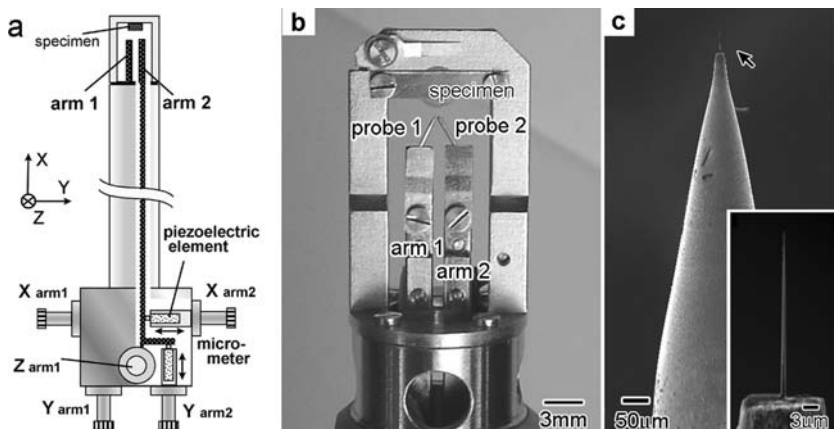 a
specimen
arm 1
arm 2
X
Y
Z
piezoelectric
element
X arm1
X arm2
micro-
meter
Z arm1
Y arm1
Y arm2
b
specimen
probe 1
probe 2
arm 1
arm 2
3mm
c
50μm
3μm